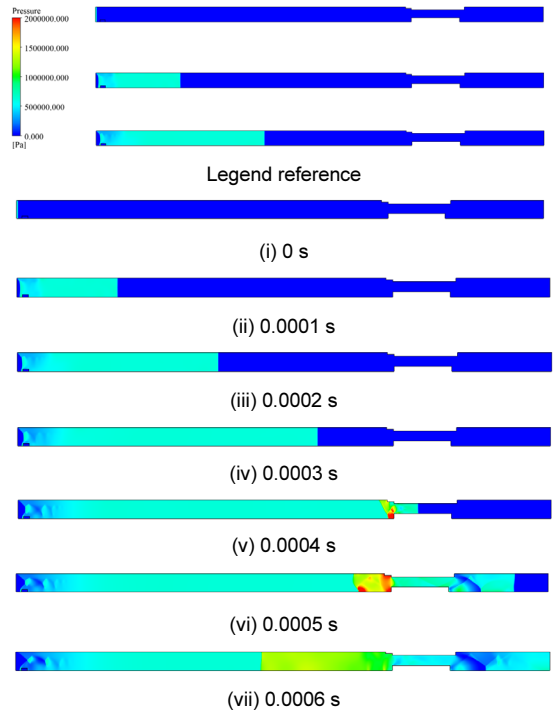 Pressure
2000000.000
1500000.000
1000000.000
500000.000
0.000
[Pa]
Legend reference
(i) 0 s
(ii) 0.0001 s
(iii) 0.0002 s
(iv) 0.0003 s
(v) 0.0004 s
(vi) 0.0005 s
(vii) 0.0006 s